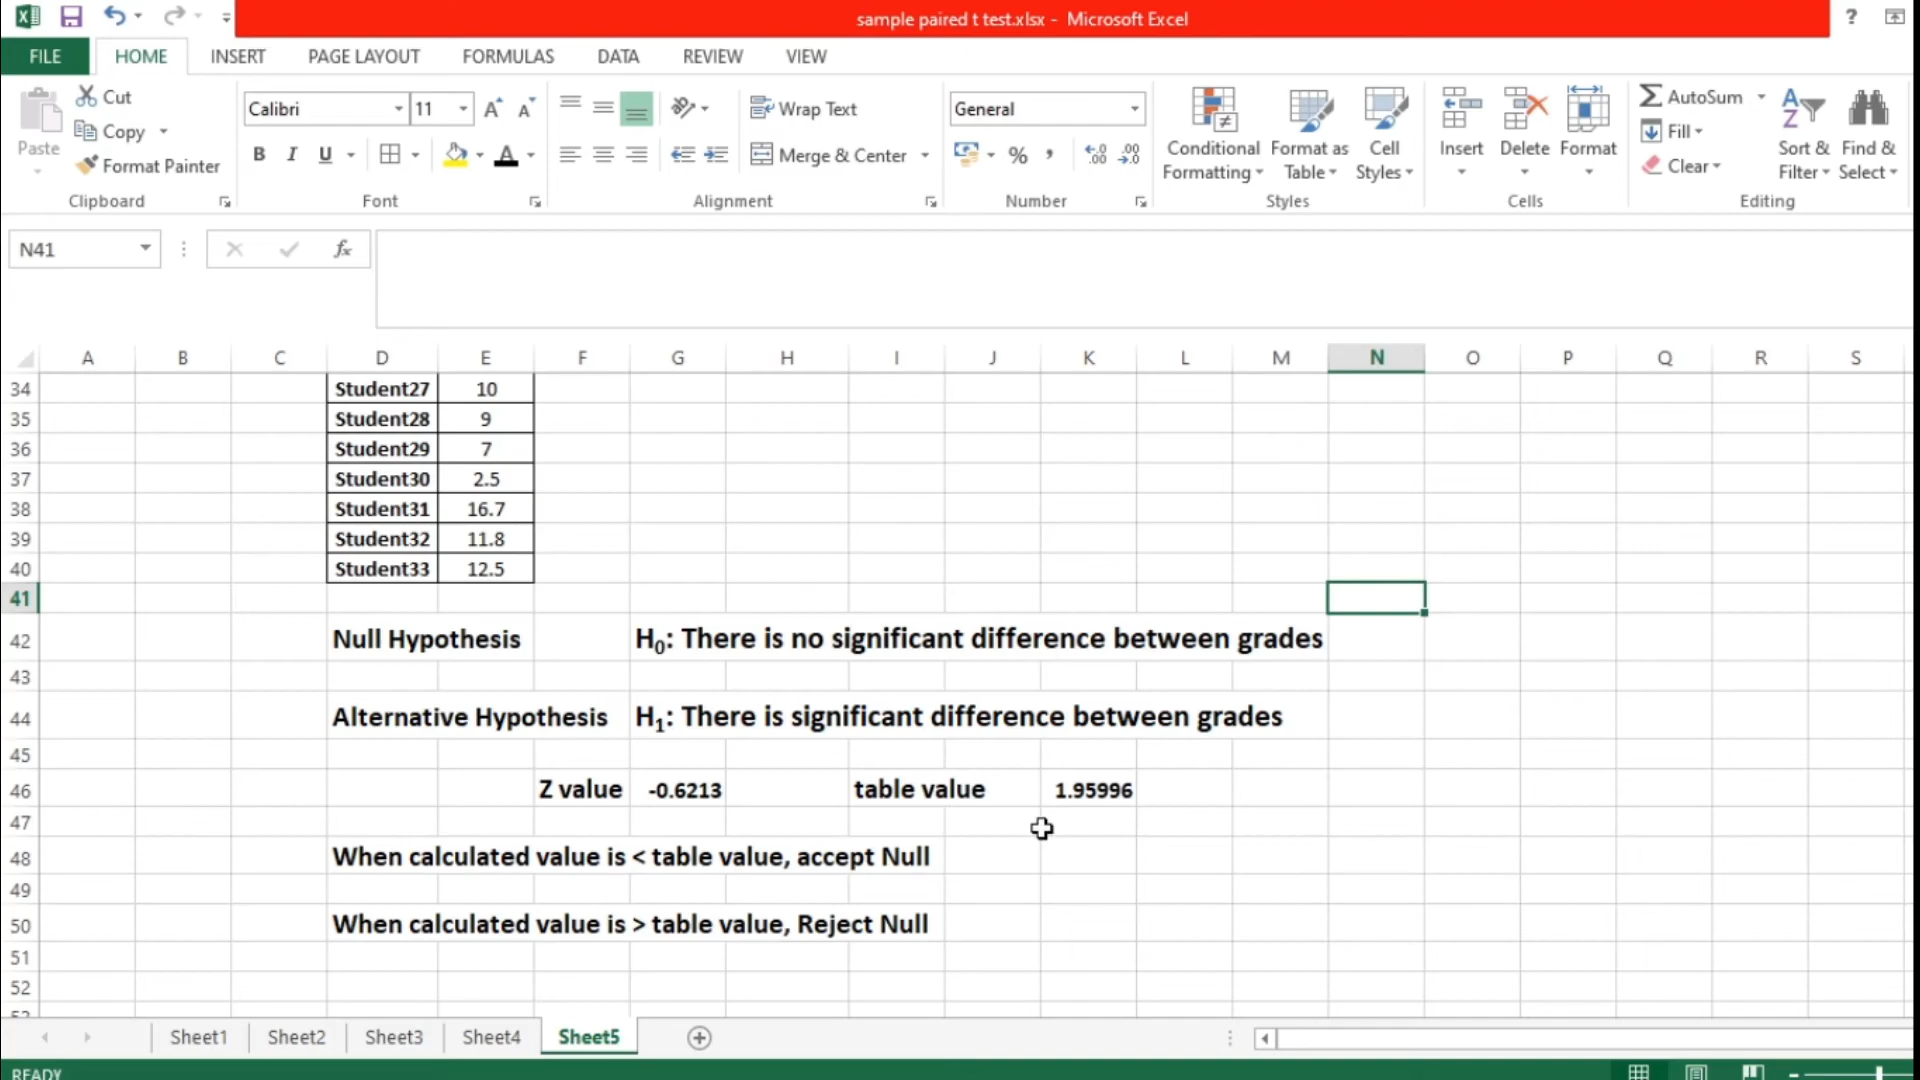 sample paired t test.xlsx - Microsoft Excel
?
FILE HOME INSERT PAGE LAYOUT FORMULAS DATA REVIEW VIEW
Paste
Cut
Copy
Format Painter
Clipboard
Calibri 11
B I U
Font
Wrap Text
Merge & Center
Alignment
General
% ,
Number
Conditional Formatting
Format as Table
Cell Styles
Styles
Insert Delete Format
Cells
AutoSum
Fill
Clear
Sort & Filter
Find & Select
Editing
N41 fx
A B C D E F G H I J K L M N O P Q R S
34 Student27 10
35 Student28 9
36 Student29 7
37 Student30 2.5
38 Student31 16.7
39 Student32 11.8
40 Student33 12.5
41
42 Null Hypothesis H₀: There is no significant difference between grades
43
44 Alternative Hypothesis H₁: There is significant difference between grades
45
46 Z value -0.6213 table value 1.95996
47
48 When calculated value is < table value, accept Null
49
50 When calculated value is > table value, Reject Null
51
52
Sheet1 Sheet2 Sheet3 Sheet4 Sheet5
READY